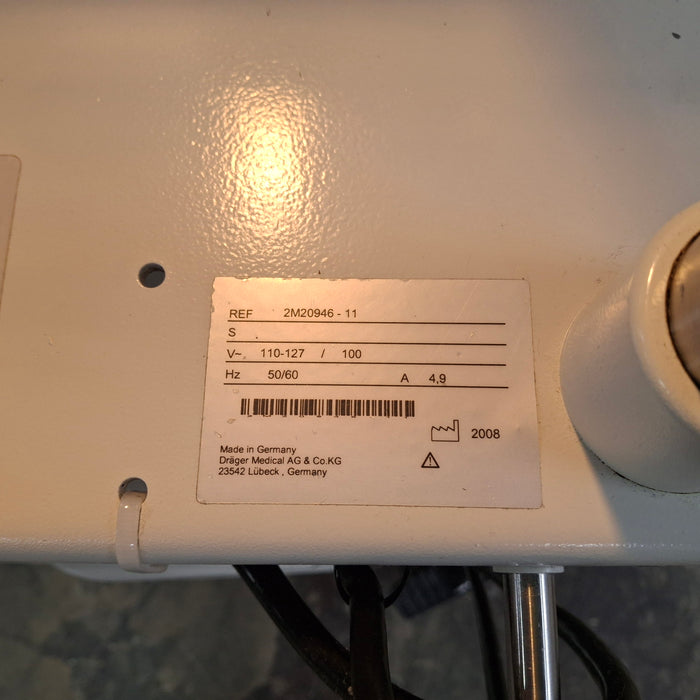 REF 2M20946 - 11
S
V~ 110-127 / 100
Hz 50/60 A 4,9
2008
Made in Germany
Dräger Medical AG & Co.KG
23542 Lübeck , Germany